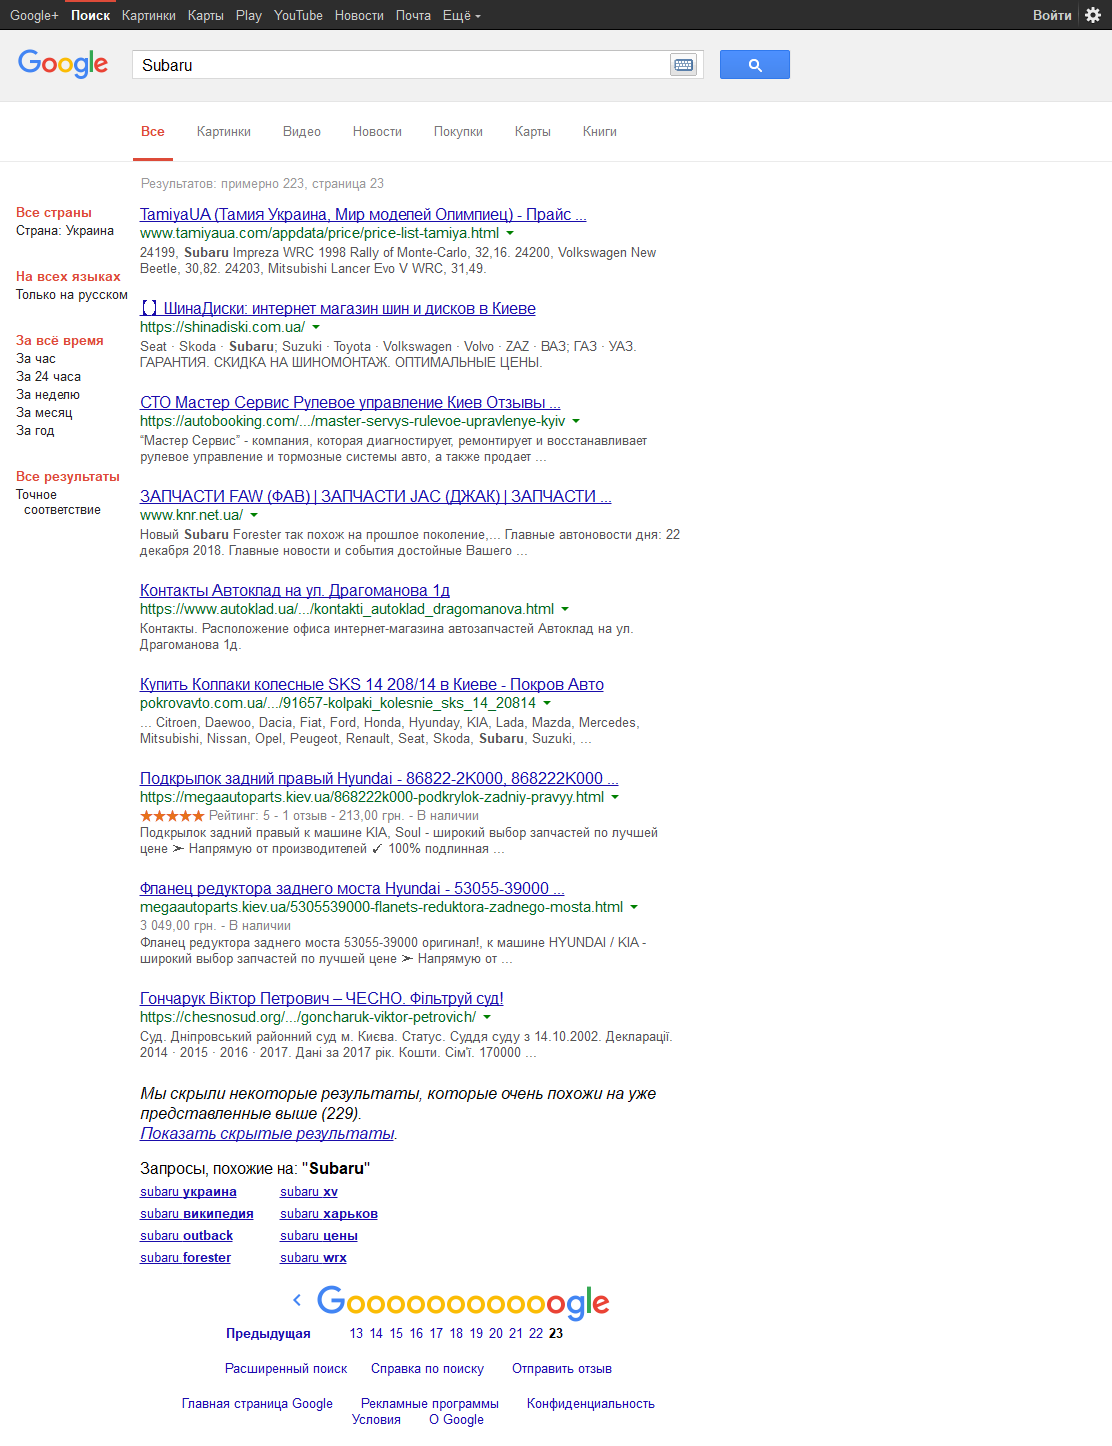 Google+ Поиск Картинки Карты Play YouTube Новости Почта Ещё Войти
Google Subaru
Все Картинки Видео Новости Покупки Карты Книги
Результатов: примерно 223, страница 23
Все страны
Страна: Украина
На всех языках
Только на русском
За всё время
За час
За 24 часа
За неделю
За месяц
За год
Все результаты
Точное
соответствие
TamiyaUA (Тамия Украина, Мир моделей Олимпиец) - Прайс ...
www.tamiyaua.com/appdata/price/price-list-tamiya.html
24199, Subaru Impreza WRC 1998 Rally of Monte-Carlo, 32,16. 24200, Volkswagen New
Beetle, 30,82. 24203, Mitsubishi Lancer Evo V WRC, 31,49.
【 】 ШинаДиски: интернет магазин шин и дисков в Киеве
https://shinadiski.com.ua/
Seat · Skoda · Subaru; Suzuki · Toyota · Volkswagen · Volvo · ZAZ · ВАЗ; ГАЗ · УАЗ.
ГАРАНТИЯ. СКИДКА НА ШИНОМОНТАЖ. ОПТИМАЛЬНЫЕ ЦЕНЫ.
СТО Мастер Сервис Рулевое управление Киев Отзывы ...
https://autobooking.com/.../master-servys-rulevoe-upravlenye-kyiv
“Мастер Сервис” - компания, которая диагностирует, ремонтирует и восстанавливает
рулевое управление и тормозные системы авто, а также продает ...
ЗАПЧАСТИ FAW (ФАВ) | ЗАПЧАСТИ JAC (ДЖАК) | ЗАПЧАСТИ ...
www.knr.net.ua/
Новый Subaru Forester так похож на прошлое поколение,... Главные автоновости дня: 22
декабря 2018. Главные новости и события достойные Вашего ...
Контакты Автоклад на ул. Драгоманова 1д
https://www.autoklad.ua/.../kontakti_autoklad_dragomanova.html
Контакты. Расположение офиса интернет-магазина автозапчастей Автоклад на ул.
Драгоманова 1д.
Купить Колпаки колесные SKS 14 208/14 в Киеве - Покров Авто
pokrovavto.com.ua/.../91657-kolpaki_kolesnie_sks_14_20814
... Citroen, Daewoo, Dacia, Fiat, Ford, Honda, Hyunday, KIA, Lada, Mazda, Mercedes,
Mitsubishi, Nissan, Opel, Peugeot, Renault, Seat, Skoda, Subaru, Suzuki, ...
Подкрылок задний правый Hyundai - 86822-2K000, 868222K000 ...
https://megaautoparts.kiev.ua/868222k000-podkrylok-zadniy-pravyy.html
★★★★★ Рейтинг: 5 - 1 отзыв - 213,00 грн. - В наличии
Подкрылок задний правый к машине KIA, Soul - широкий выбор запчастей по лучшей
цене ➣ Напрямую от производителей ✓ 100% подлинная ...
Фланец редуктора заднего моста Hyundai - 53055-39000 ...
megaautoparts.kiev.ua/5305539000-flanets-reduktora-zadnego-mosta.html
3 049,00 грн. - В наличии
Фланец редуктора заднего моста 53055-39000 оригинал!, к машине HYUNDAI / KIA -
широкий выбор запчастей по лучшей цене ➣ Напрямую от ...
Гончарук Віктор Петрович – ЧЕСНО. Фільтруй суд!
https://chesnosud.org/.../goncharuk-viktor-petrovich/
Суд. Дніпровський районний суд м. Києва. Статус. Суддя суду з 14.10.2002. Декларації.
2014 · 2015 · 2016 · 2017. Дані за 2017 рік. Кошти. Сім'ї. 170000 ...
Мы скрыли некоторые результаты, которые очень похожи на уже
представленные выше (229).
Показать скрытые результаты.
Запросы, похожие на: "Subaru"
subaru украина subaru xv
subaru википедия subaru харьков
subaru outback subaru цены
subaru forester subaru wrx
Goooooooooogle
Предыдущая 13 14 15 16 17 18 19 20 21 22 23
Расширенный поиск Справка по поиску Отправить отзыв
Главная страница Google Рекламные программы Конфиденциальность
Условия О Google